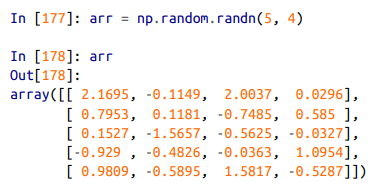 In [177]: arr = np.random.randn(5, 4)
In [178]: arr
Out[178]:
array([[ 2.1695, -0.1149,  2.0037,  0.0296],
       [ 0.7953,  0.1181, -0.7485,  0.585 ],
       [ 0.1527, -1.5657, -0.5625, -0.0327],
       [-0.929 , -0.4826, -0.0363,  1.0954],
       [ 0.9809, -0.5895,  1.5817, -0.5287]])